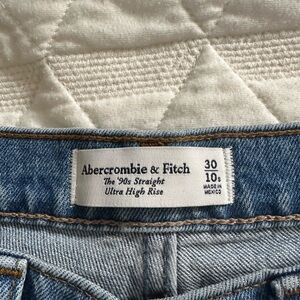 Abercrombie & Fitch
The '90s Straight
Ultra High Rise
30
10s
MADE IN
MEXICO